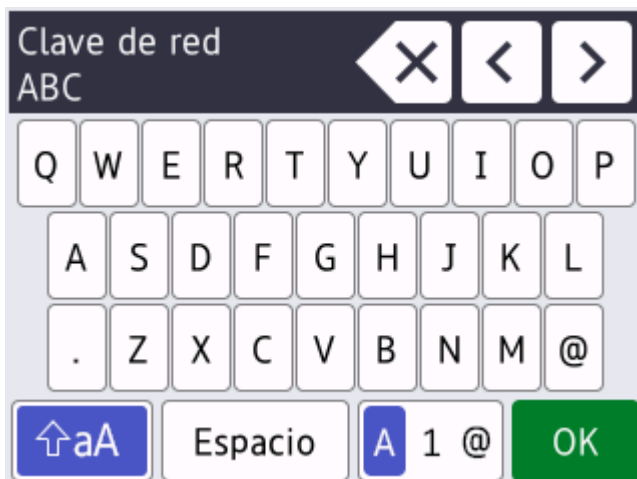 Clave de red
ABC
Q W E R T Y U I O P
A S D F G H J K L
. Z X C V B N M @
aA Espacio A 1 @ OK